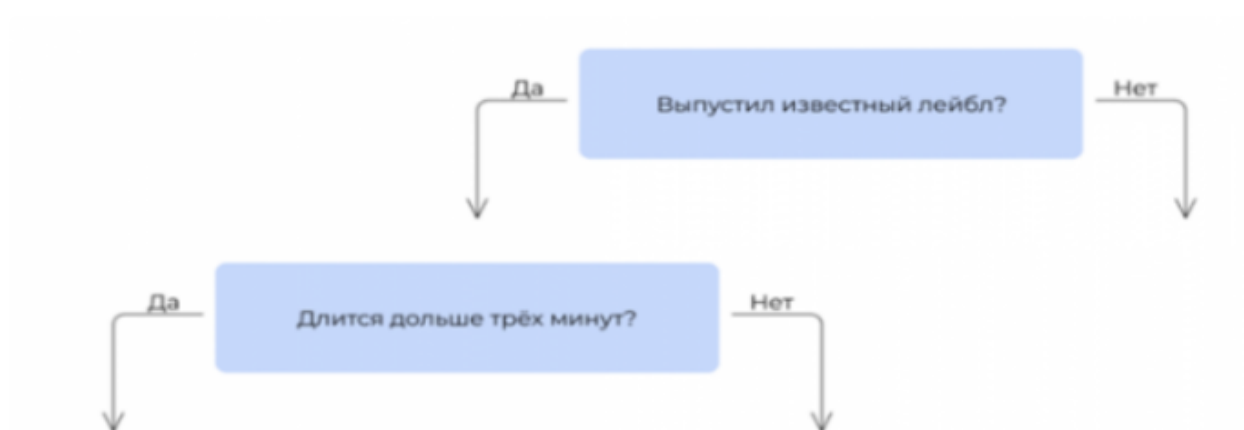 Да
Выпустил известный лейбл?
Нет
Да
Длится дольше трёх минут?
Нет